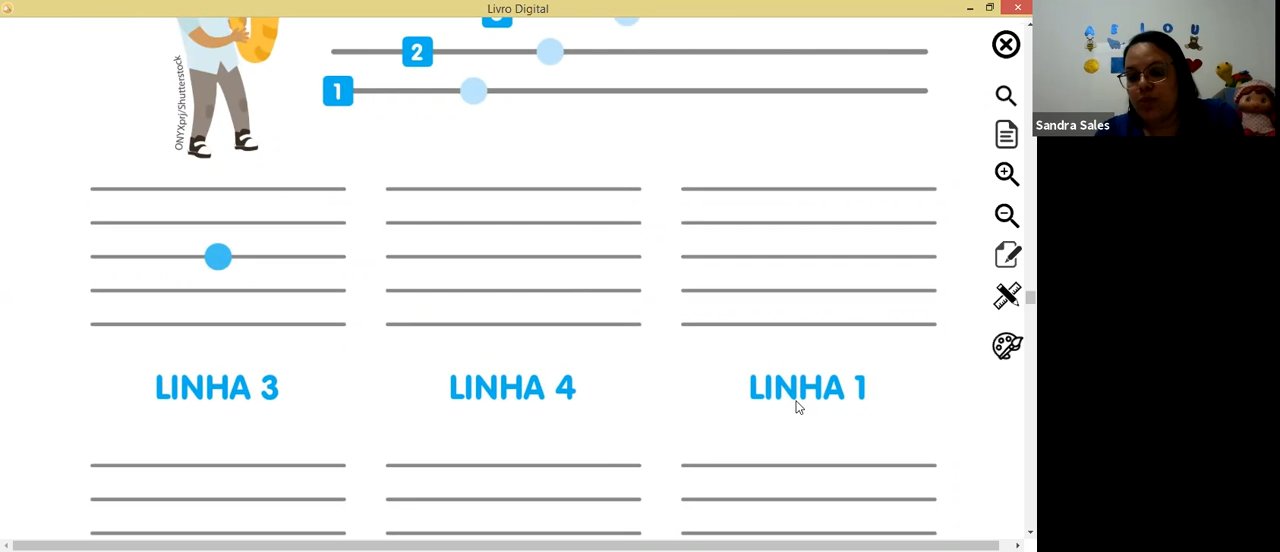 Livro Digital
2
1
ONYXprj/Shutterstock
A E I O U
Sandra Sales
LINHA 3
LINHA 4
LINHA 1